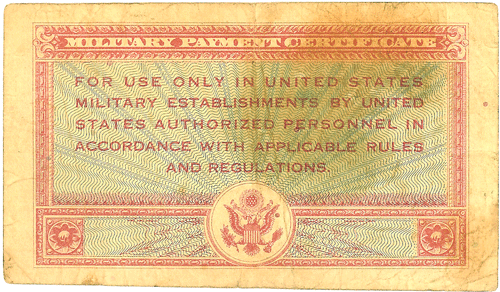 MILITARY PAYMENT CERTIFICATE
FOR USE ONLY IN UNITED STATES
MILITARY ESTABLISHMENTS BY UNITED
STATES AUTHORIZED PERSONNEL IN
ACCORDANCE WITH APPLICABLE RULES
AND REGULATIONS.